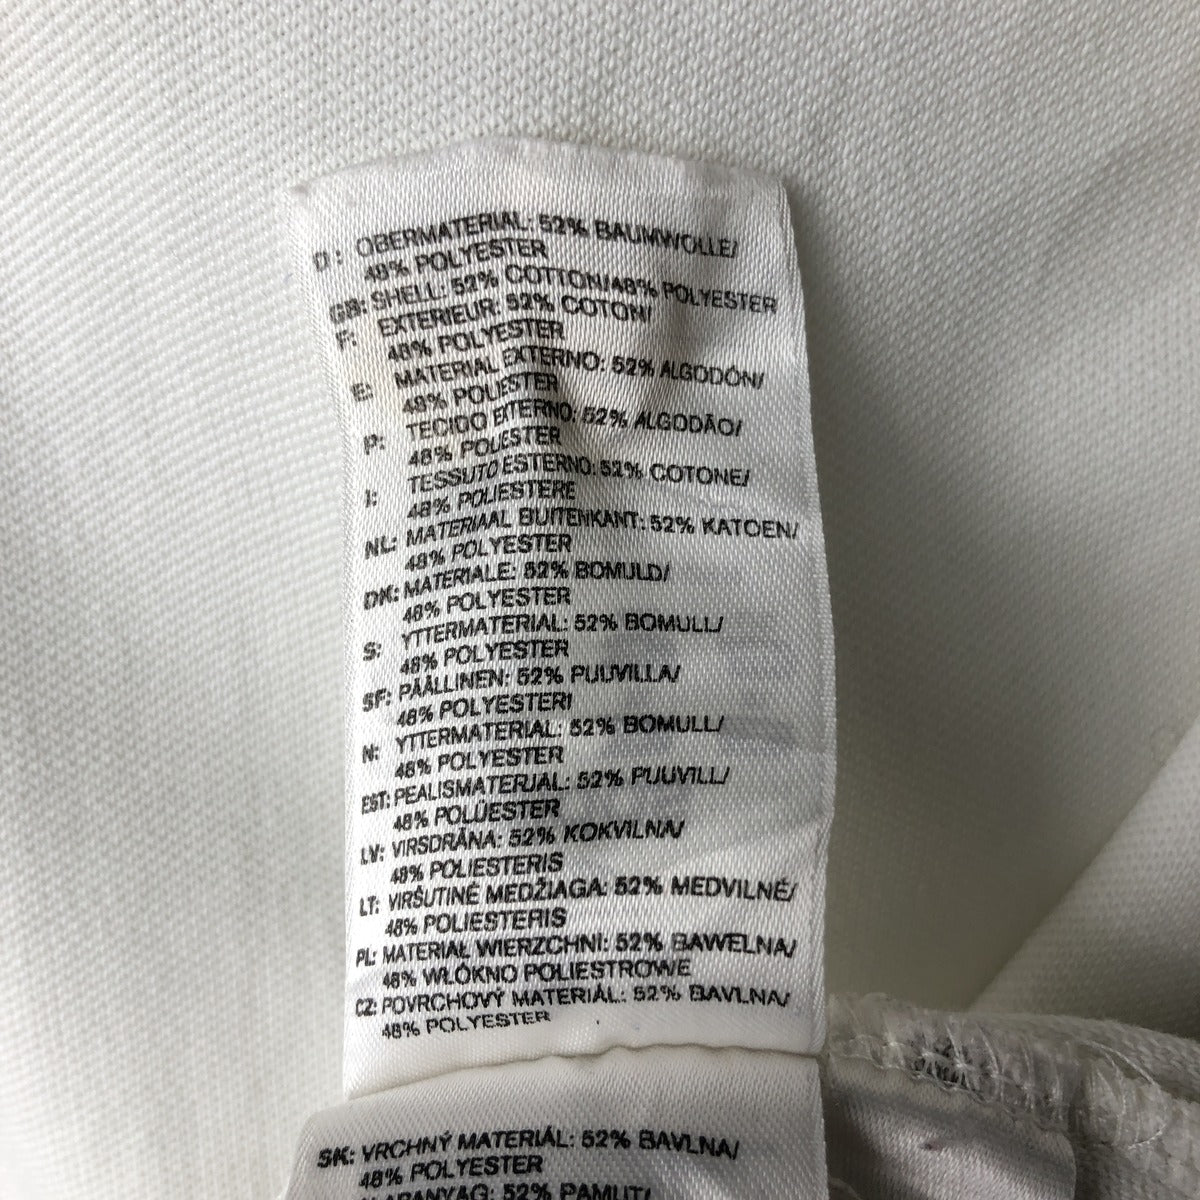 D: OBERMATERIAL: 52% BAUMWOLLE/
48% POLYESTER
GB: SHELL: 52% COTTON/48% POLYESTER
F: EXTERIEUR: 52% COTON/
48% POLYESTER
E: MATERIAL EXTERNO: 52% ALGODÓN/
48% POLIESTER
P: TECIDO EXTERNO: 52% ALGODÃO/
48% POLIESTER
I: TESSUTO ESTERNO: 52% COTONE/
48% POLIESTERE
NL: MATERIAAL BUITENKANT: 52% KATOEN/
48% POLYESTER
DK: MATERIALE: 52% BOMULD/
48% POLYESTER
S: YTTERMATERIAL: 52% BOMULL/
48% POLYESTER
SF: PÄÄLLINEN: 52% PUUVILLA/
48% POLYESTERI
N: YTTERMATERIAL: 52% BOMULL/
48% POLYESTER
EST: PEALISMATERJAL: 52% PUUVILL/
48% POLÜESTER
LV: VIRSDRĀNA: 52% KOKVILNA/
48% POLIESTERIS
LT: VIRŠUTINĖ MEDŽIAGA: 52% MEDVILNĖ/
48% POLIESTERIS
PL: MATERIAŁ WIERZCHNI: 52% BAWEŁNA/
48% WŁÓKNO POLIESTROWE
CZ: POVRCHOVÝ MATERIÁL: 52% BAVLNA/
48% POLYESTER
SK: VRCHNÝ MATERIÁL: 52% BAVLNA/
48% POLYESTER
ALAPANYAG: 52% PAMUT/